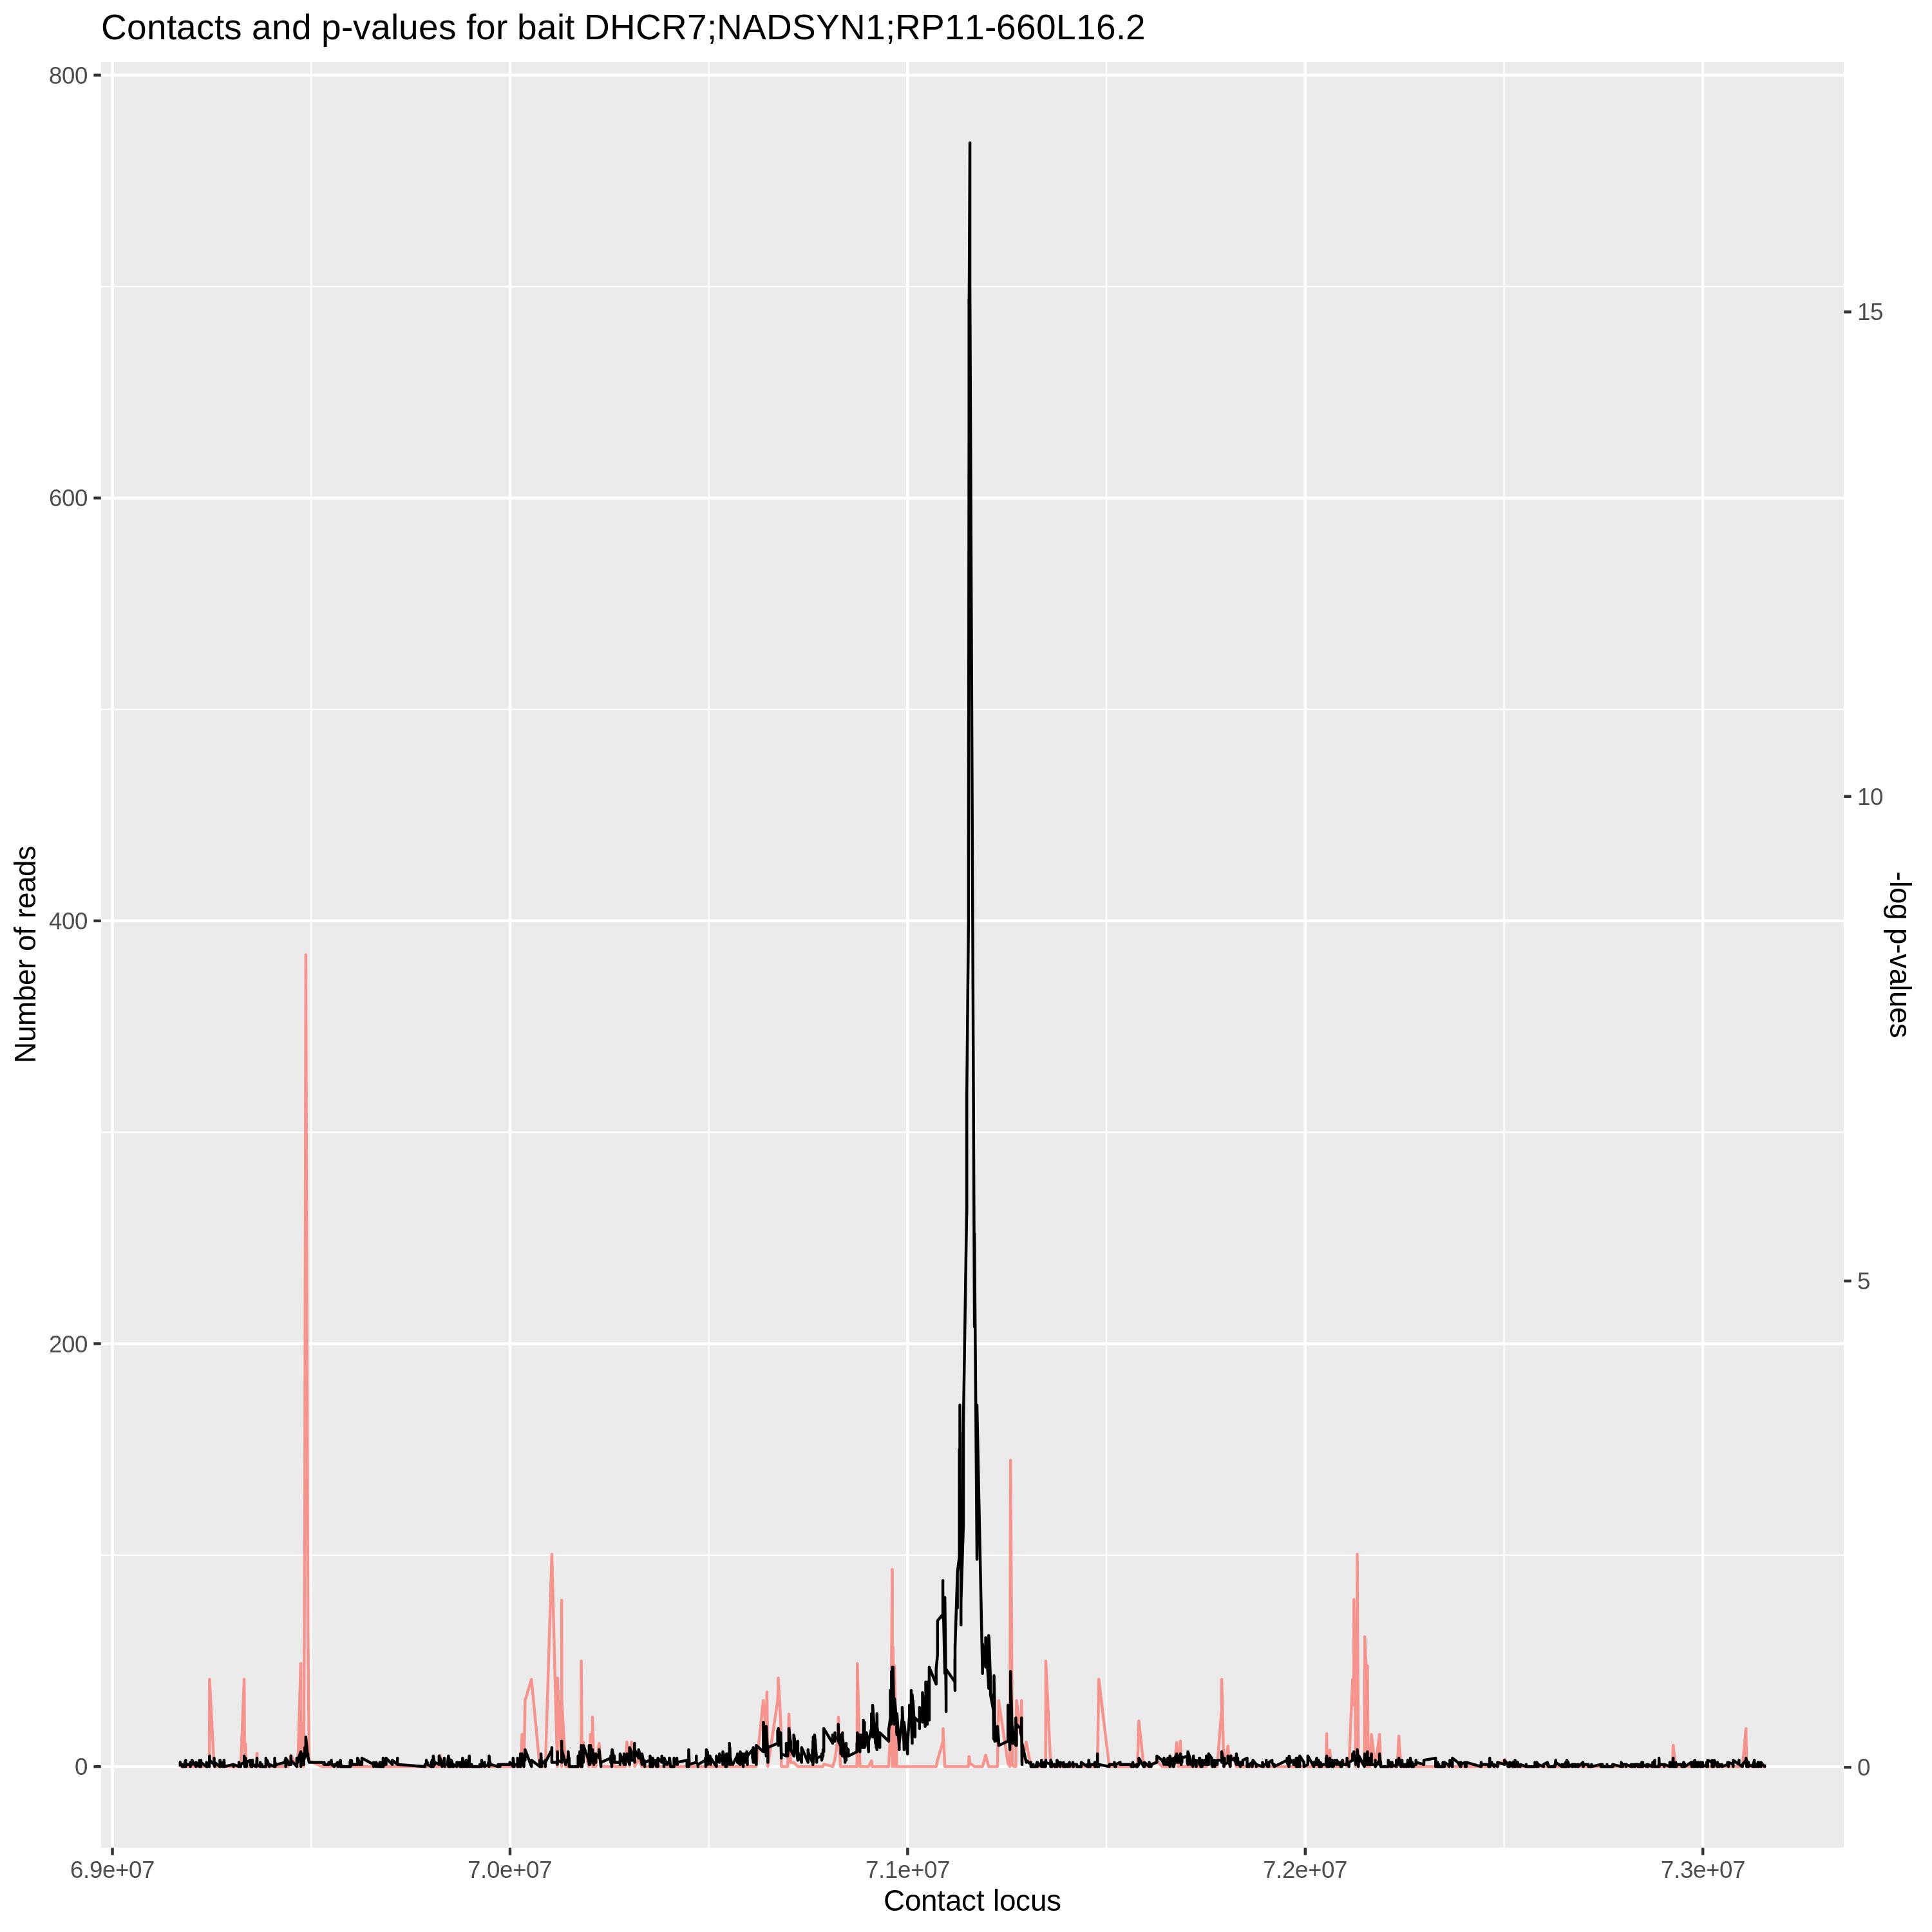 Contacts and p-values for bait DHCR7;NADSYN1;RP11-660L16.2
800
600
400
200
0
Number of reads
15
10
5
0
-log p-values
6.9e+07
7.0e+07
7.1e+07
7.2e+07
7.3e+07
Contact locus